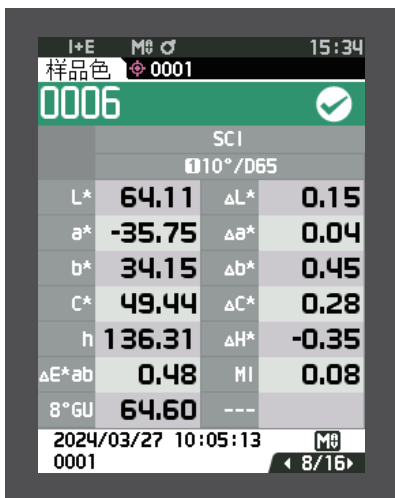 I+E M 15:34
样品色 0001
0006
SCI
1 10°/D65
L* 64.11 ΔL* 0.15
a* -35.75 Δa* 0.04
b* 34.15 Δb* 0.45
C* 49.44 ΔC* 0.28
h 136.31 ΔH* -0.35
ΔE*ab 0.48 MI 0.08
8°GU 64.60 ---
2024/03/27 10:05:13 M
0001 8/16